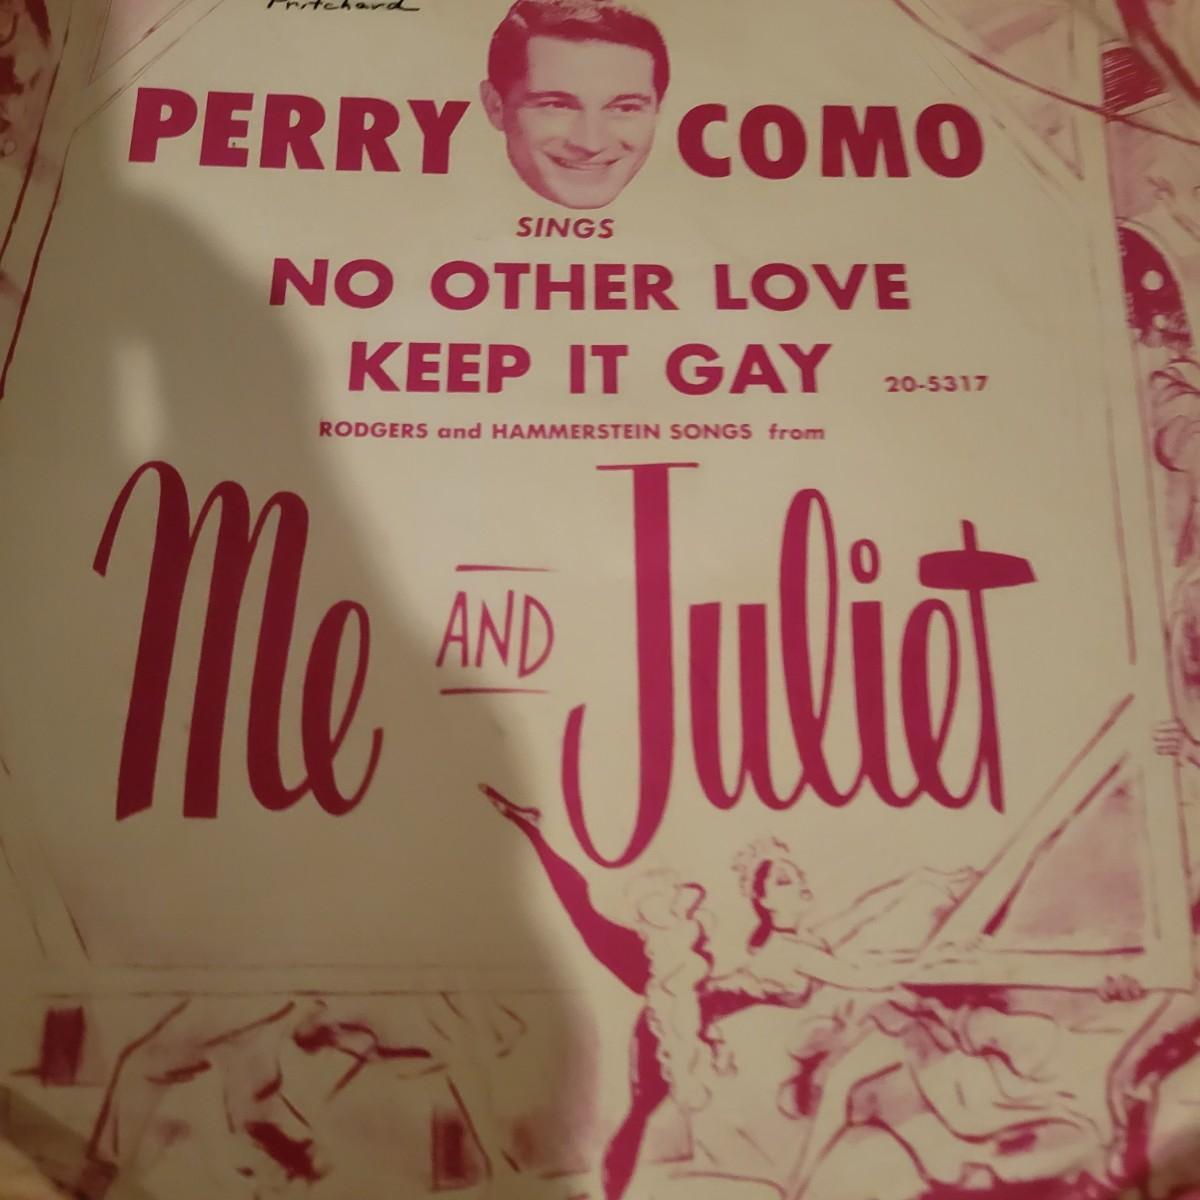 Pritchard
PERRY COMO
SINGS
NO OTHER LOVE
KEEP IT GAY 20-5317
RODGERS and HAMMERSTEIN SONGS from
Me AND Juliet